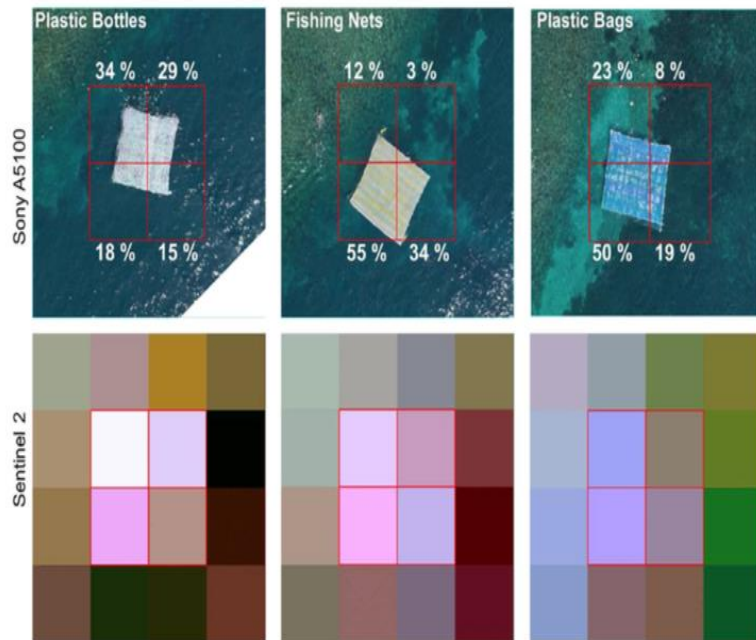 Plastic Bottles Fishing Nets Plastic Bags
34 % 29 % 12 % 3 % 23 % 8 %
Sony A5100
18 % 15 % 55 % 34 % 50 % 19 %
Sentinel 2